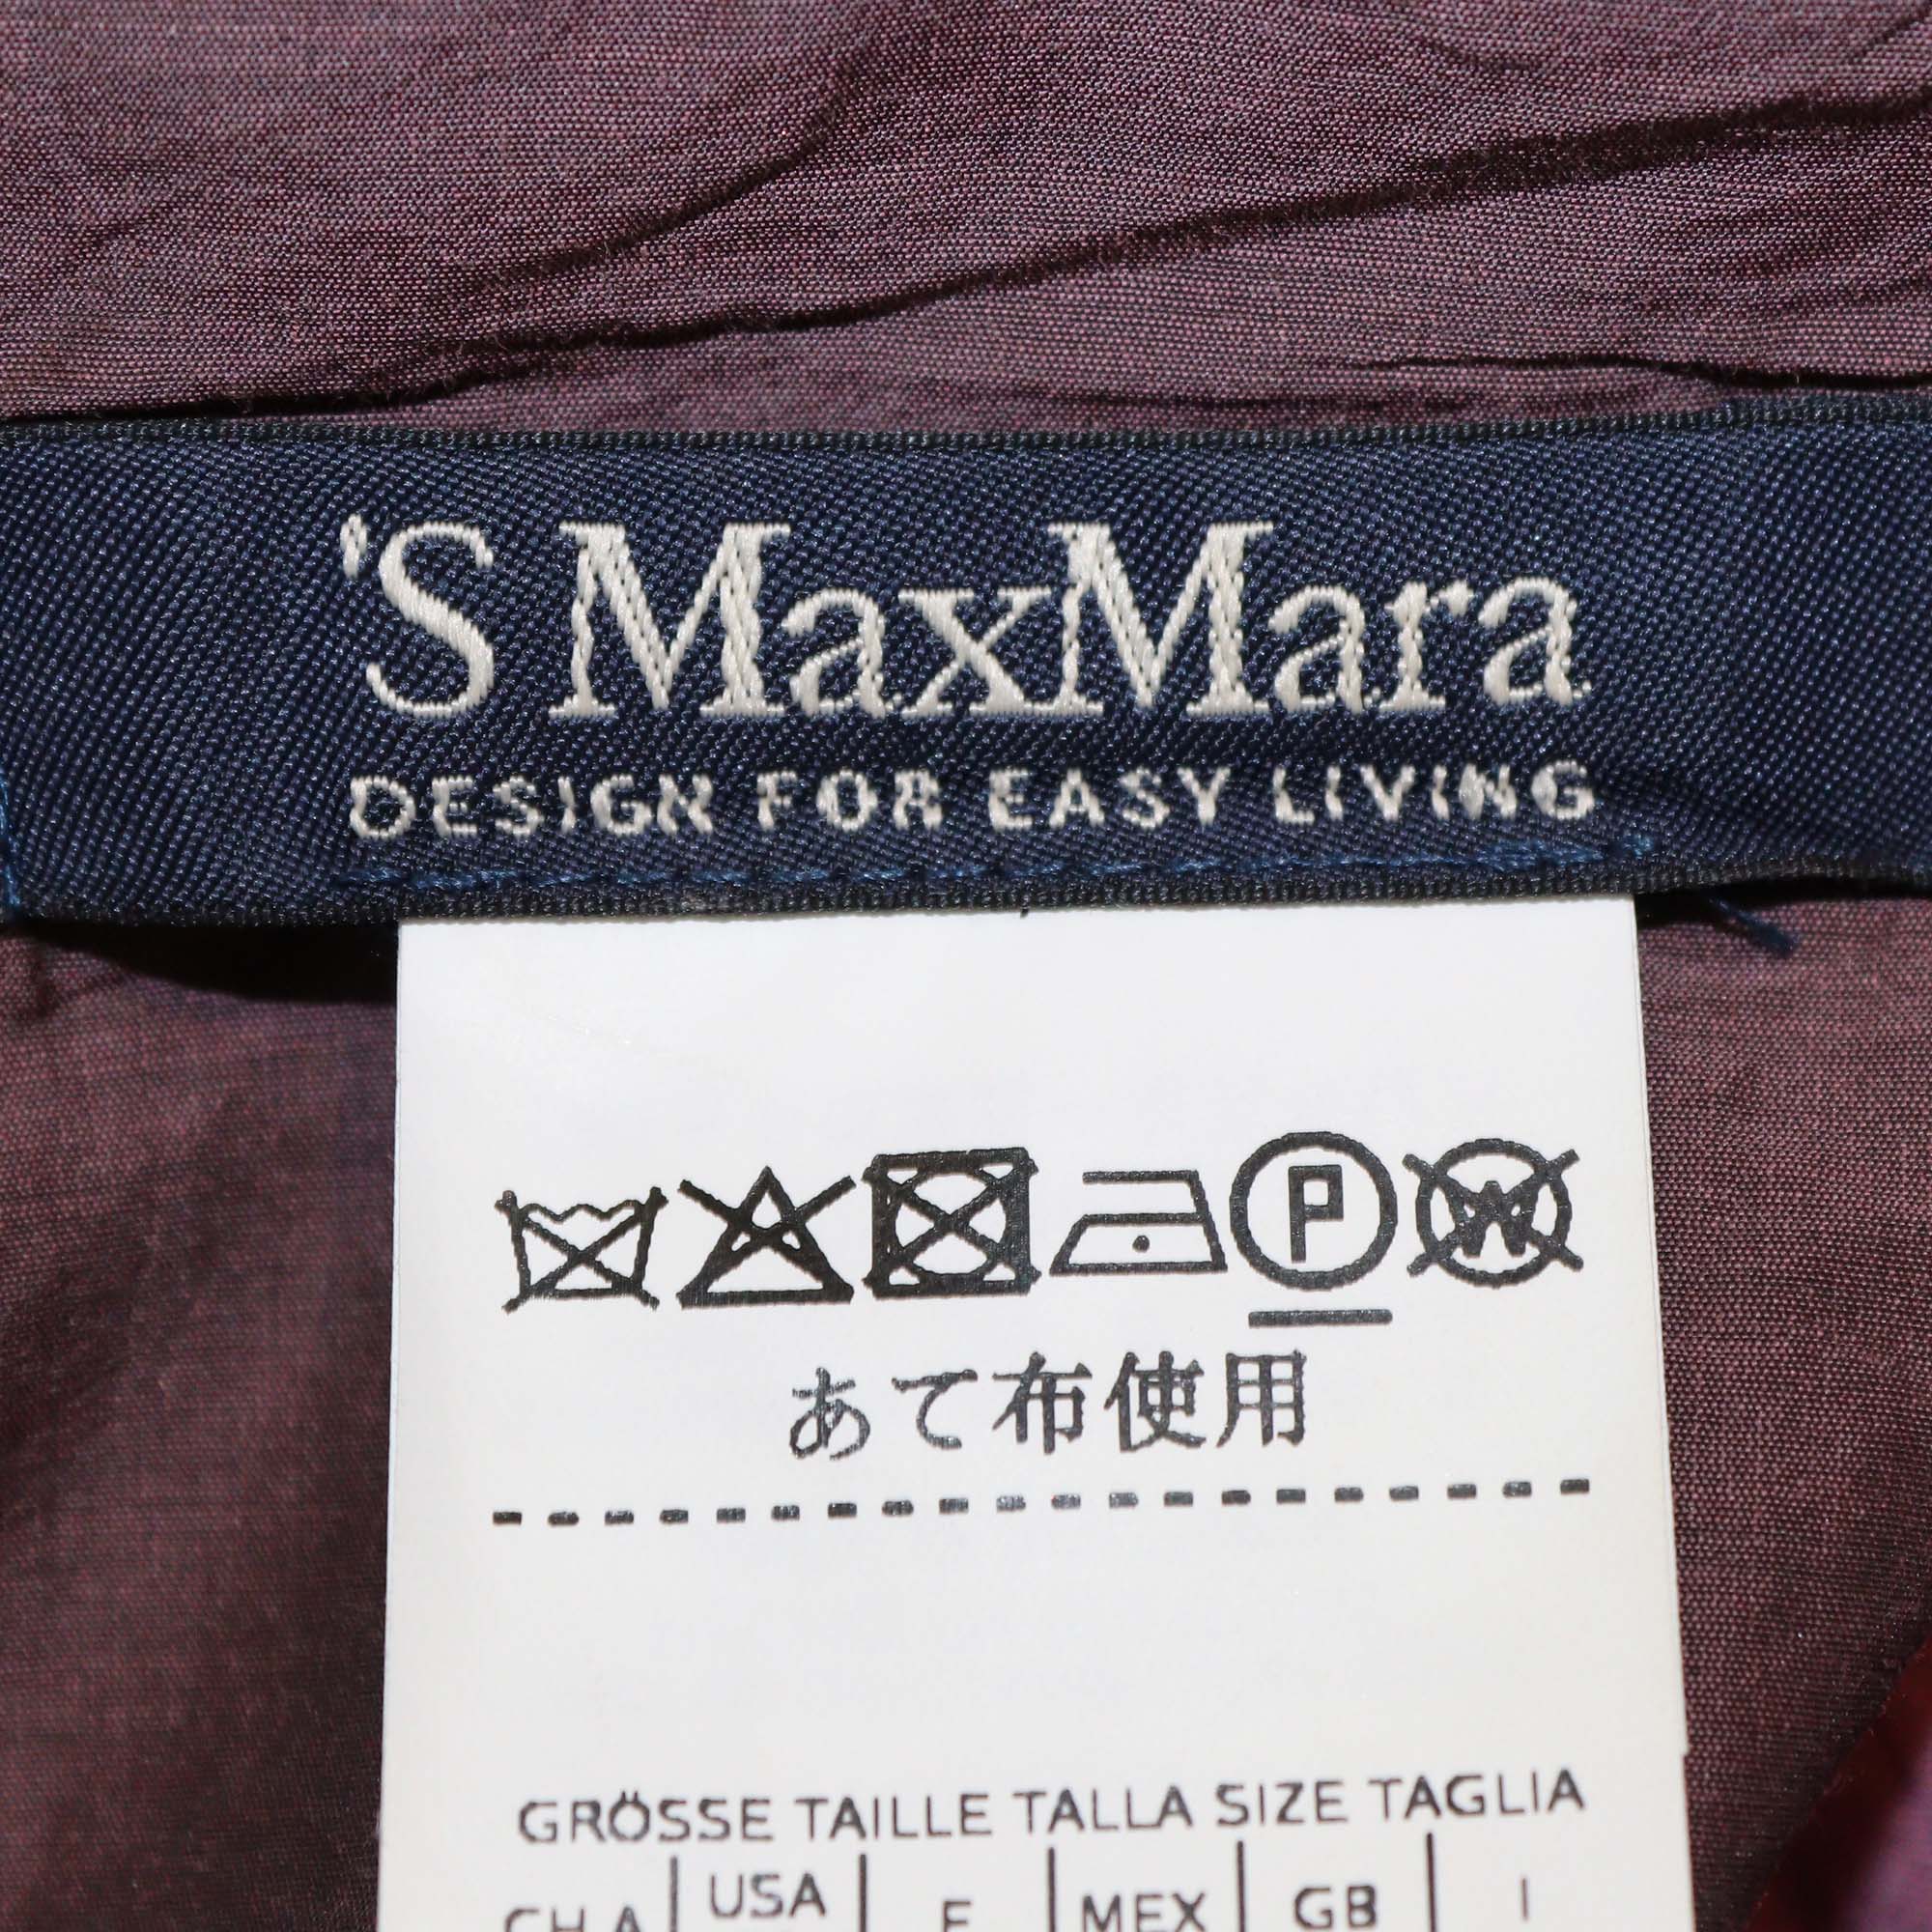 'S MaxMara
DESIGN FOR EASY LIVING
P W
あて布使用
GRÖSSE TAILLE TALLA SIZE TAGLIA
USA MEX GB I